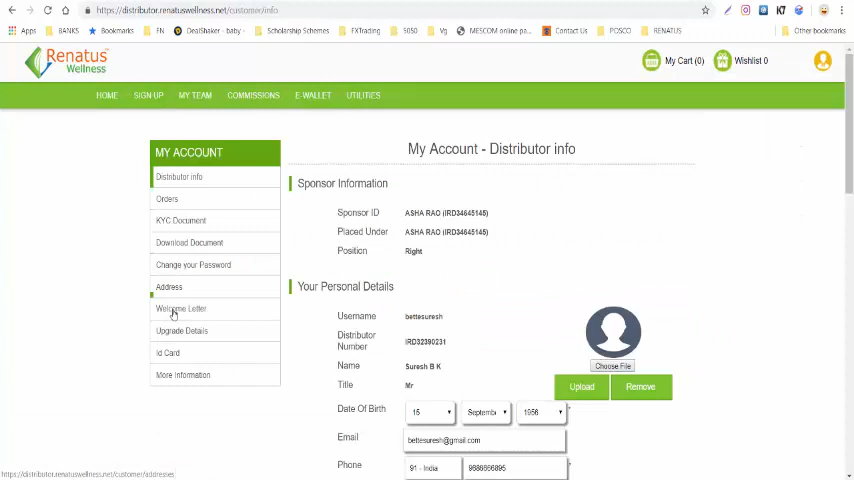 https://distributor.renatuswellness.net/customer/info
Apps BANKS Bookmarks FN DealShaker - baby - Scholarship Schemes FXTrading 5050 Vg MESCOM online pa... Contact Us POSCO RENATUS Other bookmarks
Renatus
Wellness
My Cart (0) Wishlist 0
HOME SIGN UP MY TEAM COMMISSIONS E-WALLET UTILITIES
MY ACCOUNT
Distributor info
Orders
KYC Document
Download Document
Change your Password
Address
Welcome Letter
Upgrade Details
Id Card
More Information
My Account - Distributor info
Sponsor Information
Sponsor ID ASHA RAO (IRD34645145)
Placed Under ASHA RAO (IRD34645145)
Position Right
Your Personal Details
Username bettesuresh
Distributor
Number IRD32390231
Name Suresh B K
Choose File
Title Mr
Upload Remove
Date Of Birth 15 Septembe 1956 *
Email bettesuresh@gmail.com
Phone 91 - India 9686666895 *
https://distributor.renatuswellness.net/customer/addresses